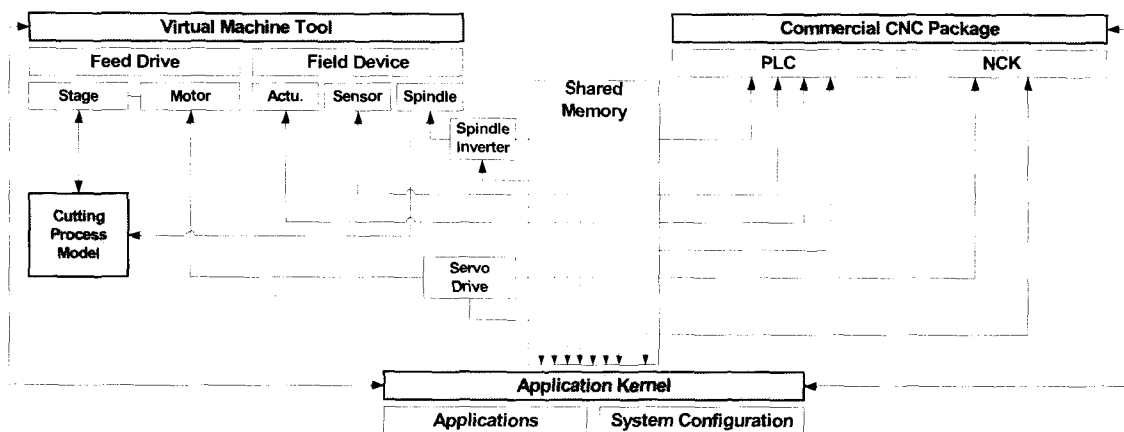 Virtual Machine Tool
Commercial CNC Package
Feed Drive
Field Device
PLC
NCK
Stage
Motor
Actu.
Sensor
Spindle
Shared
Memory
Spindle
Inverter
Cutting
Process
Model
Servo
Drive
Application Kernel
Applications
System Configuration